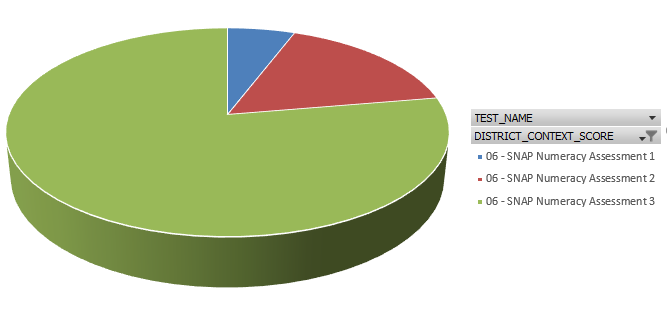 TEST_NAME
DISTRICT_CONTEXT_SCORE
06 - SNAP Numeracy Assessment 1
06 - SNAP Numeracy Assessment 2
06 - SNAP Numeracy Assessment 3